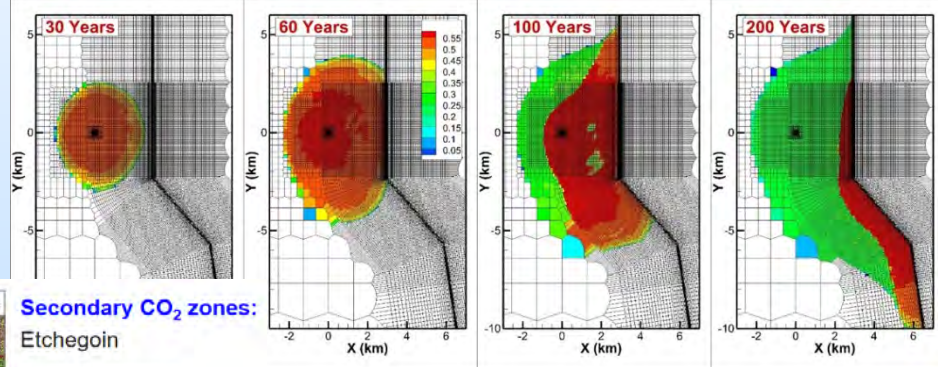 30 Years
60 Years
100 Years
200 Years
0.55
0.5
0.45
0.4
0.35
0.3
0.25
0.2
0.15
0.1
0.05
5
0
-5
Y (km)
5
0
-5
Y (km)
-2 0 2 4 6
X (km)
5
0
-5
-10
Y (km)
-2 0 2 4 6
X (km)
5
0
-5
-10
Y (km)
-2 0 2 4 6
X (km)
Secondary CO₂ zones:
Etchegoin